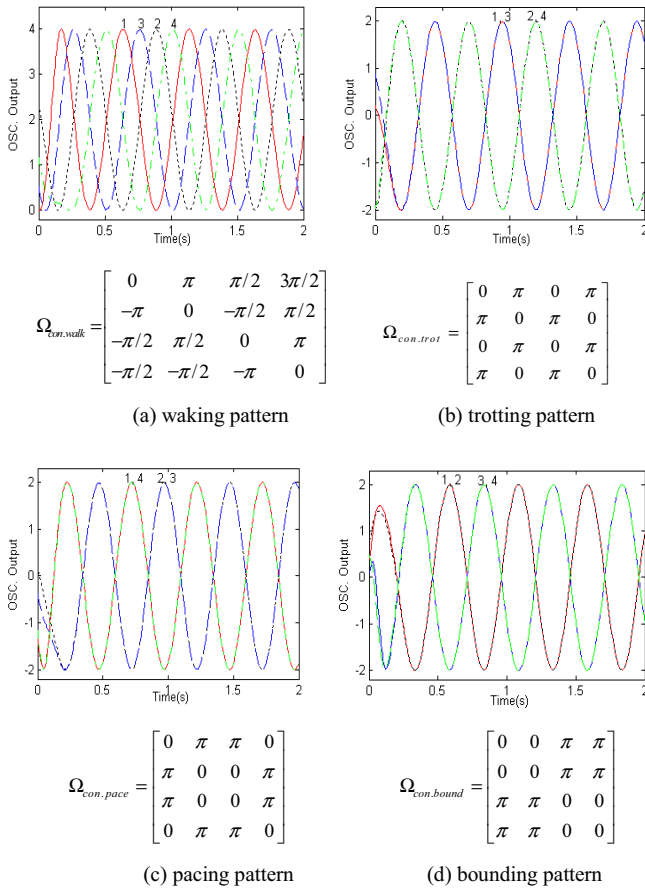 1 3 2 4
4
3
2
1
0
OSC. Output
0 0.5 1 1.5 2
Time(s)
Ω con.walk =
0 π π/2 3π/2
−π 0 −π/2 π/2
−π/2 π/2 0 π
−π/2 −π/2 −π 0
(a) waking pattern
1,3 2,4
2
1
0
-1
-2
OSC. Output
0 0.5 1 1.5 2
Time(s)
Ω con.trot =
0 π 0 π
π 0 π 0
0 π 0 π
π 0 π 0
(b) trotting pattern
1,4 2,3
2
1
0
-1
-2
OSC. Output
0 0.5 1 1.5 2
Time(s)
Ω con.pace =
0 π π 0
π 0 0 π
π 0 0 π
0 π π 0
(c) pacing pattern
1,2 3,4
2
1
0
-1
-2
OSC. Output
0 0.5 1 1.5 2
Time(s)
Ω con.bound =
0 0 π π
0 0 π π
π π 0 0
π π 0 0
(d) bounding pattern